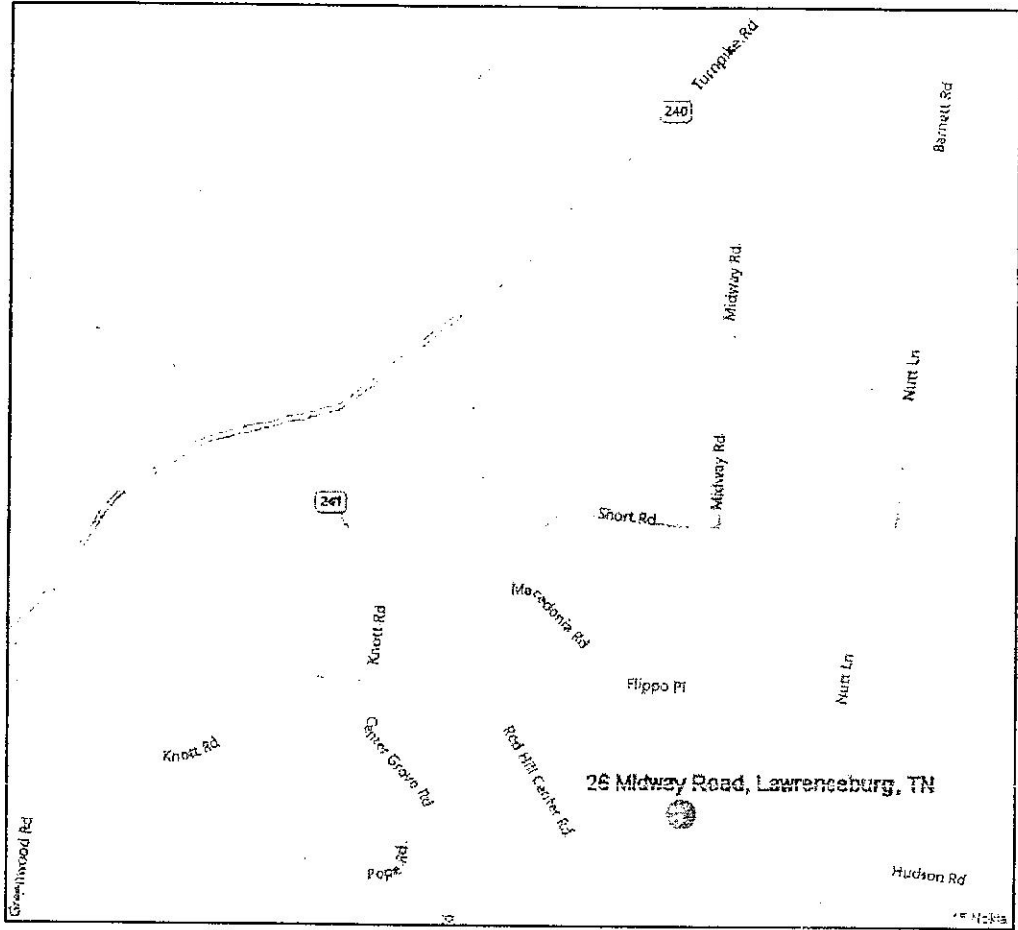 Turnpike Rd
240
Barnett Rd
Midway Rd
Nutt Ln
Midway Rd
241
Short Rd
Macedonia Rd
Knott Rd
Flippo Pl
Nutt Ln
Knott Rd
Center Grove Rd
Red Hill Center Rd
26 Midway Road, Lawrenceburg, TN
Greenwood Rd
Pope Rd
Hudson Rd
Nokia